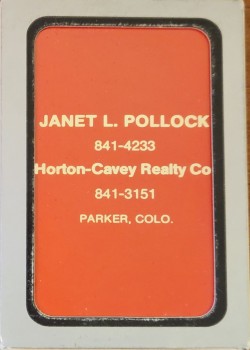 JANET L. POLLOCK
841-4233
Horton-Cavey Realty Co
841-3151
PARKER, COLO.